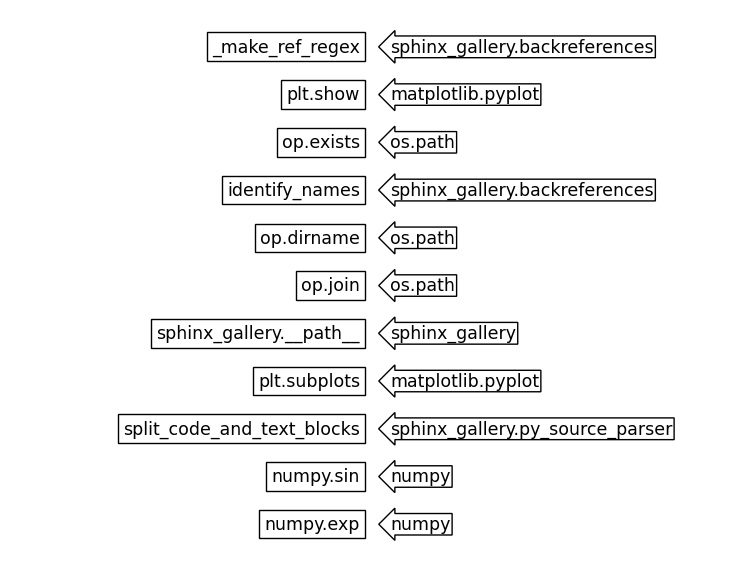 _make_ref_regex sphinx_gallery.backreferences
plt.show matplotlib.pyplot
op.exists os.path
identify_names sphinx_gallery.backreferences
op.dirname os.path
op.join os.path
sphinx_gallery.__path__ sphinx_gallery
plt.subplots matplotlib.pyplot
split_code_and_text_blocks sphinx_gallery.py_source_parser
numpy.sin numpy
numpy.exp numpy